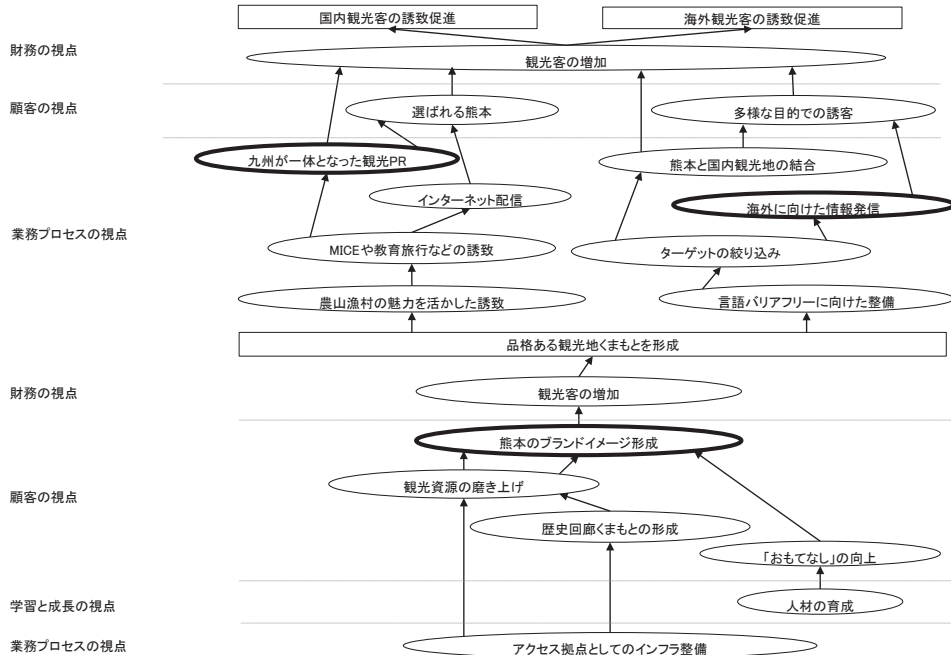 国内観光客の誘致促進
海外観光客の誘致促進
財務の視点
観光客の増加
顧客の視点
選ばれる熊本
多様な目的での誘客
九州が一体となった観光PR
熊本と国内観光地の結合
インターネット配信
海外に向けた情報発信
業務プロセスの視点
MICEや教育旅行などの誘致
ターゲットの絞り込み
農山漁村の魅力を活かした誘致
言語バリアフリーに向けた整備
品格ある観光地くまもとを形成
財務の視点
観光客の増加
熊本のブランドイメージ形成
顧客の視点
観光資源の磨き上げ
歴史回廊くまもとの形成
「おもてなし」の向上
学習と成長の視点
人材の育成
業務プロセスの視点
アクセス拠点としてのインフラ整備